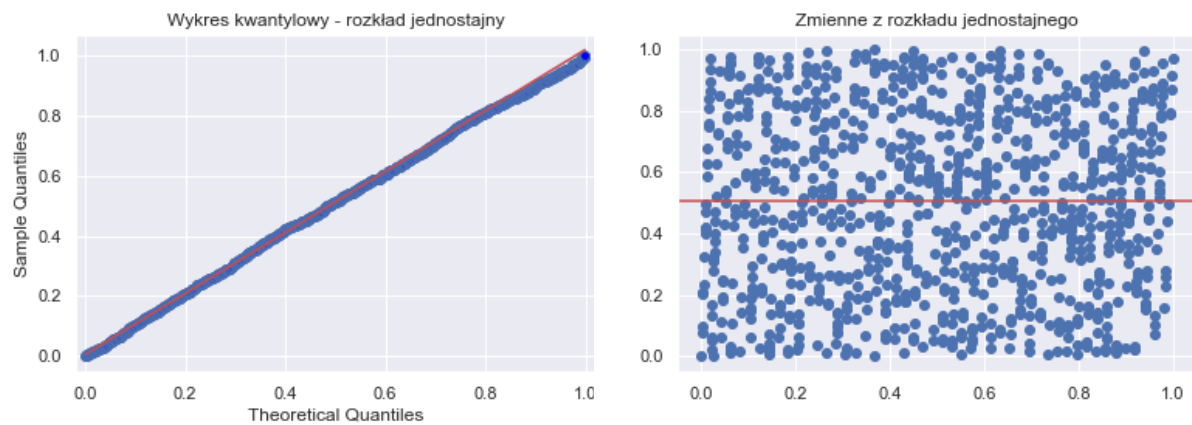 Wykres kwantylowy - rozkład jednostajny
1.0
0.8
0.6
0.4
0.2
0.0
Sample Quantiles
0.0 0.2 0.4 0.6 0.8 1.0
Theoretical Quantiles
Zmienne z rozkładu jednostajnego
1.0
0.8
0.6
0.4
0.2
0.0
0.0 0.2 0.4 0.6 0.8 1.0